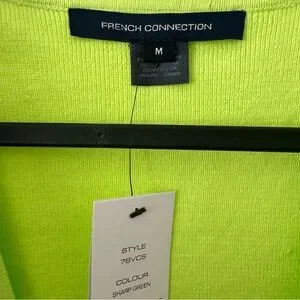 FRENCH CONNECTION
M
STYLE
78VCS
COLOUR
SHARP GREEN